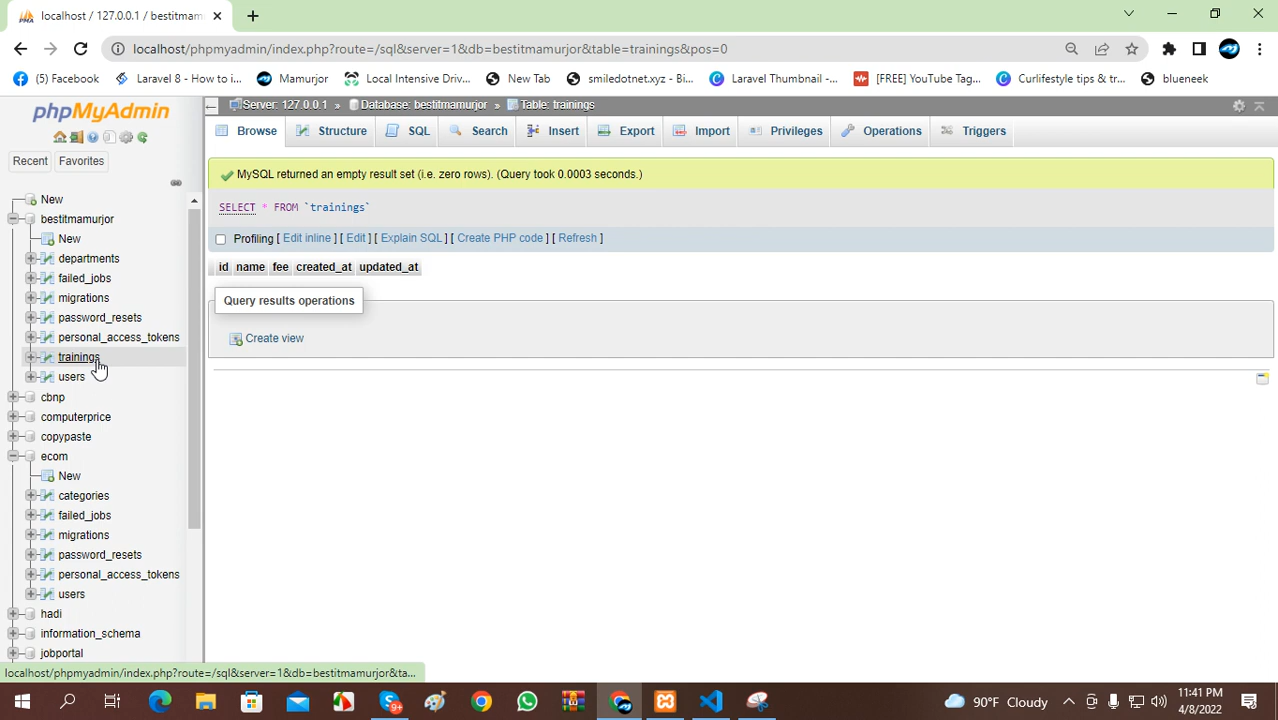 localhost / 127.0.0.1 / bestitmam
localhost/phpmyadmin/index.php?route=/sql&server=1&db=bestitmamurjor&table=trainings&pos=0
(5) Facebook
Laravel 8 - How to i...
Mamurjor
Local Intensive Driv...
New Tab
smiledotnet.xyz - Bi...
Laravel Thumbnail -...
[FREE] YouTube Tag...
Curlifestyle tips & tr...
blueneek
phpMyAdmin
Recent
Favorites
New
bestitmamurjor
New
departments
failed_jobs
migrations
password_resets
personal_access_tokens
trainings
users
cbnp
computerprice
copypaste
ecom
New
categories
failed_jobs
migrations
password_resets
personal_access_tokens
users
hadi
information_schema
jobportal
Server: 127.0.0.1 » Database: bestitmamurjor » Table: trainings
Browse Structure SQL Search Insert Export Import Privileges Operations Triggers
MySQL returned an empty result set (i.e. zero rows). (Query took 0.0003 seconds.)
SELECT * FROM `trainings`
Profiling [ Edit inline ] [ Edit ] [ Explain SQL ] [ Create PHP code ] [ Refresh ]
id name fee created_at updated_at
Query results operations
Create view
localhost/phpmyadmin/index.php?route=/sql&server=1&db=bestitmamurjor&ta...
90°F Cloudy
11:41 PM
4/8/2022